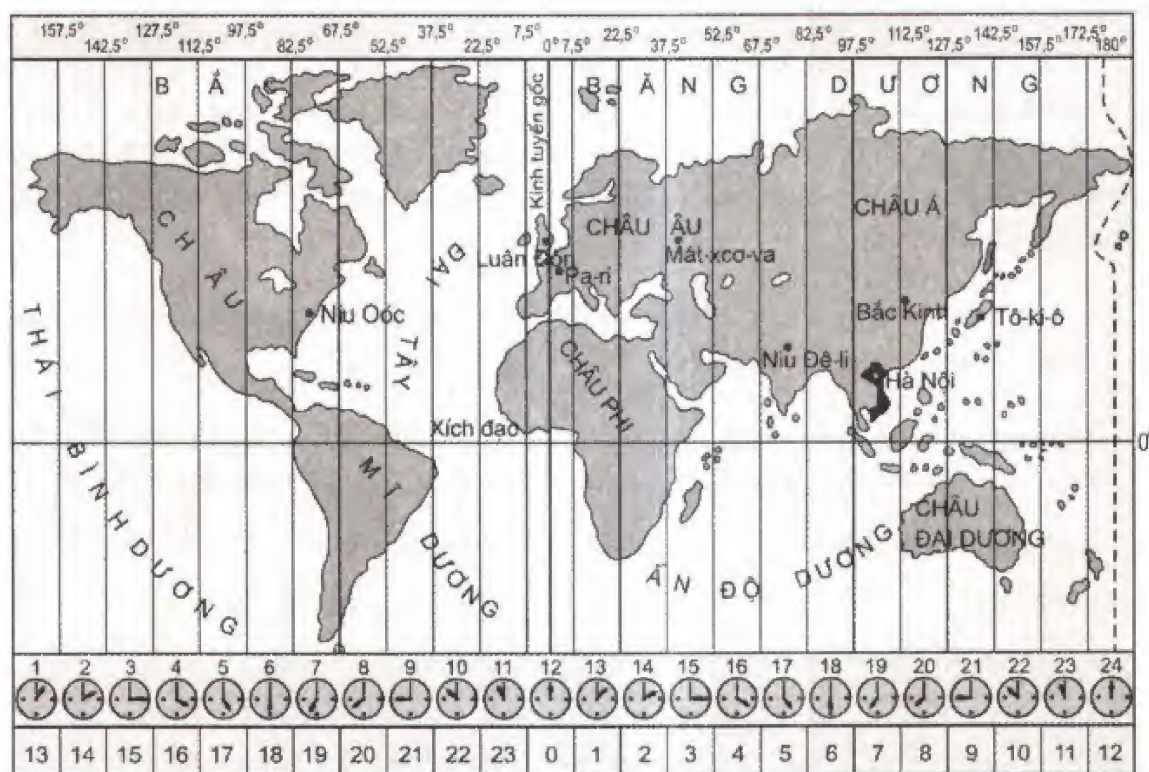 157,5° 127,5° 97,5° 67,5° 37,5° 7,5° 22,5° 52,5° 82,5° 112,5° 142,5° 172,5°
142,5° 112,5° 82,5° 52,5° 22,5° 0° 7,5° 37,5° 67,5° 97,5° 127,5° 157,5° 180°
BẮC BĂNG DƯƠNG
Kinh tuyến gốc
CHÂU MĨ
CHÂU ÂU
CHÂU Á
Luân Đôn
Pa-ri
Mát-xcơ-va
Niu Oóc
Bắc Kinh
Tô-ki-ô
Niu Đê-li
Hà Nôi
CHÂU PHI
THÁI BÌNH DƯƠNG
ĐAI TÂY DƯƠNG
Xích đao
0
CHÂU
ĐAI DƯƠNG
ẤN ĐỘ DƯƠNG
1 2 3 4 5 6 7 8 9 10 11 12 13 14 15 16 17 18 19 20 21 22 23 24
13 14 15 16 17 18 19 20 21 22 23 0 1 2 3 4 5 6 7 8 9 10 11 12